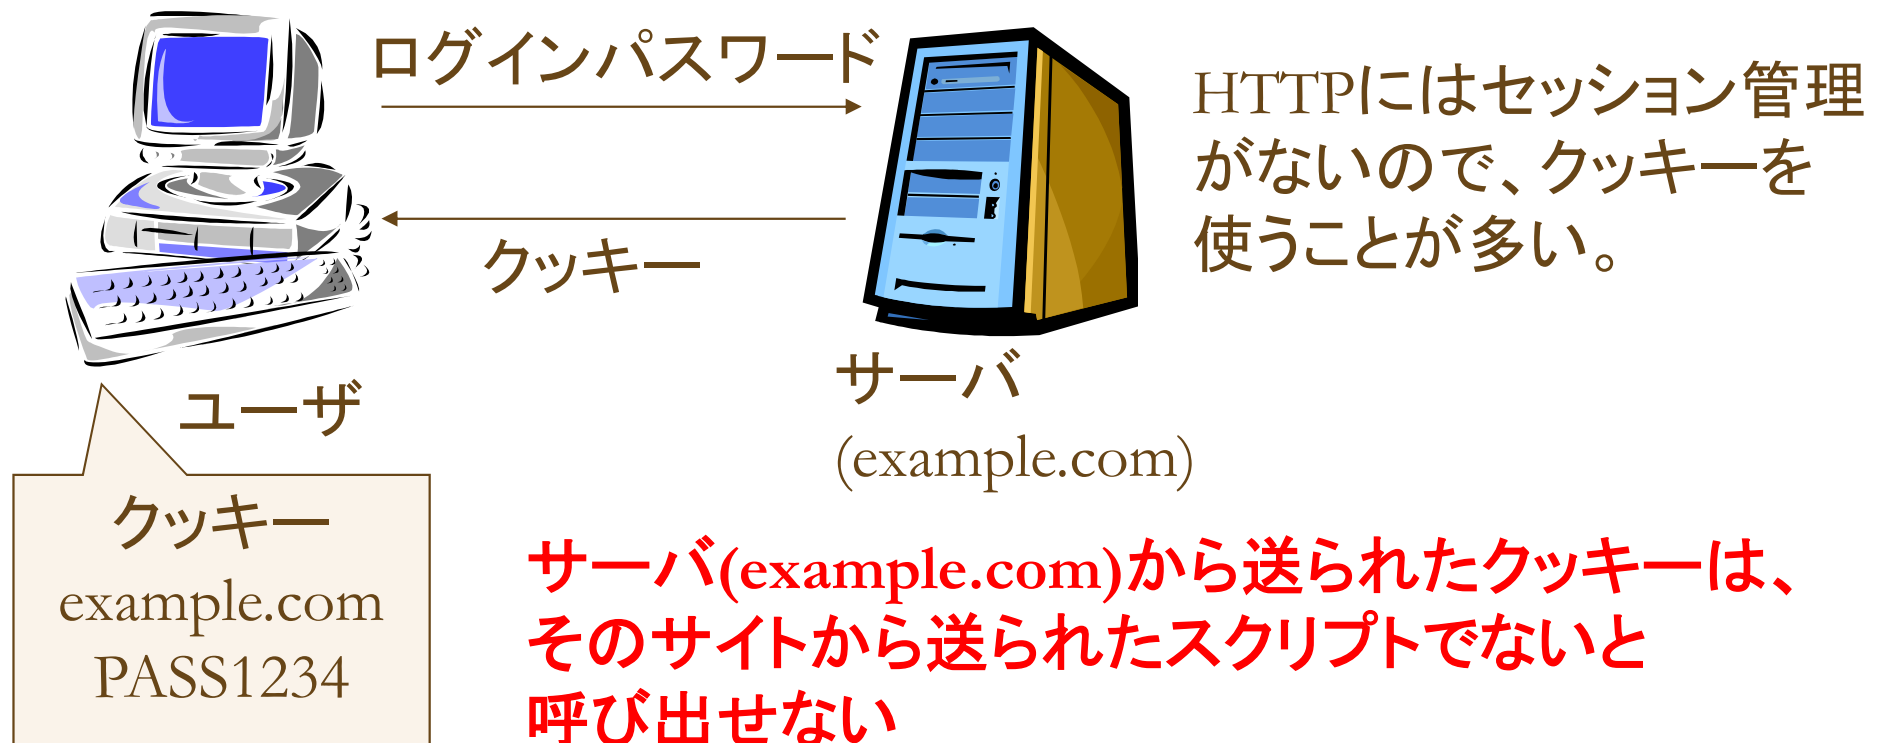 ログインパスワード
HTTPにはセッション管理
がないので、クッキーを
使うことが多い。
クッキー
サーバ
(example.com)
ユーザ
クッキー
example.com
PASS1234
サーバ(example.com)から送られたクッキーは、
そのサイトから送られたスクリプトでないと
呼び出せない